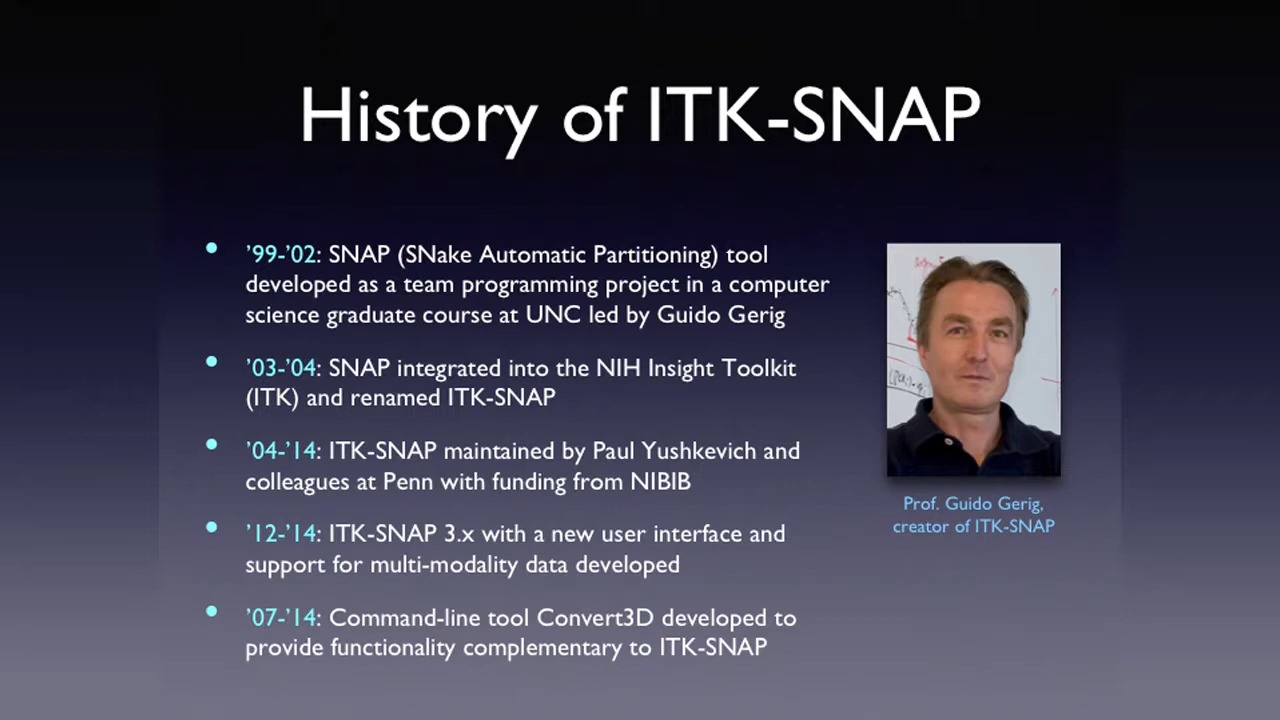 History of ITK-SNAP
• ’99-’02: SNAP (SNake Automatic Partitioning) tool
developed as a team programming project in a computer
science graduate course at UNC led by Guido Gerig
• ’03-’04: SNAP integrated into the NIH Insight Toolkit
(ITK) and renamed ITK-SNAP
• ’04-’14: ITK-SNAP maintained by Paul Yushkevich and
colleagues at Penn with funding from NIBIB
• ’12-’14: ITK-SNAP 3.x with a new user interface and
support for multi-modality data developed
• ’07-’14: Command-line tool Convert3D developed to
provide functionality complementary to ITK-SNAP
Prof. Guido Gerig,
creator of ITK-SNAP